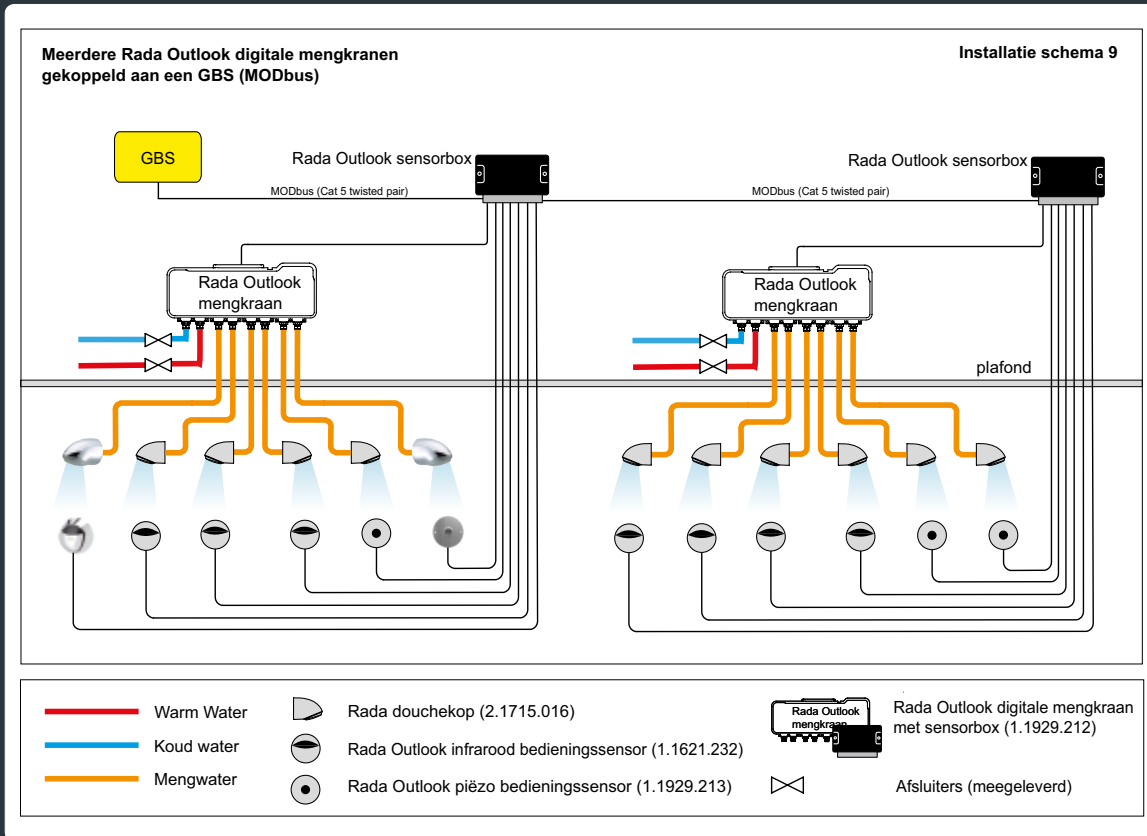 Meerdere Rada Outlook digitale mengkranen
gekoppeld aan een GBS (MODbus)
Installatie schema 9
GBS
Rada Outlook sensorbox
Rada Outlook sensorbox
MODbus (Cat 5 twisted pair)
MODbus (Cat 5 twisted pair)
Rada Outlook
mengkraan
Rada Outlook
mengkraan
plafond
Warm Water
Koud water
Mengwater
Rada douchekop (2.1715.016)
Rada Outlook infrarood bedieningssensor (1.1621.232)
Rada Outlook piëzo bedieningssensor (1.1929.213)
Rada Outlook
mengkraan
Rada Outlook digitale mengkraan
met sensorbox (1.1929.212)
Afsluiters (meegeleverd)